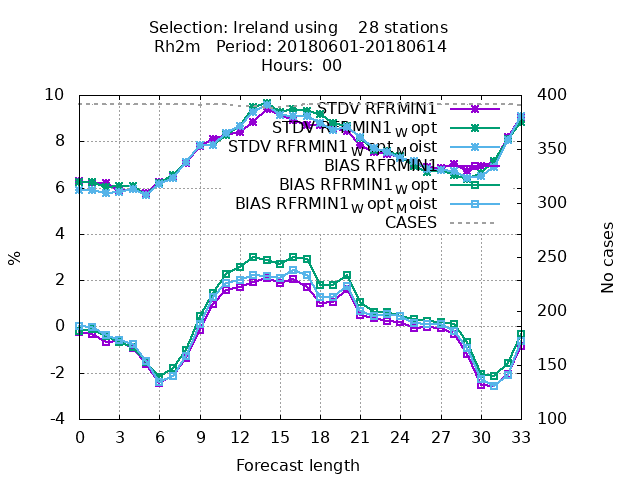 Selection: Ireland using    28 stations
Rh2m   Period: 20180601-20180614
Hours:  00
10
8
6
4
2
0
-2
-4
%
400
350
300
250
200
150
100
No cases
STDV RFRMIN1
STDV RFRMIN1_W opt
STDV RFRMIN1_W opt_M oist
BIAS RFRMIN1
BIAS RFRMIN1_W opt
BIAS RFRMIN1_W opt_M oist
CASES
0 3 6 9 12 15 18 21 24 27 30 33
Forecast length